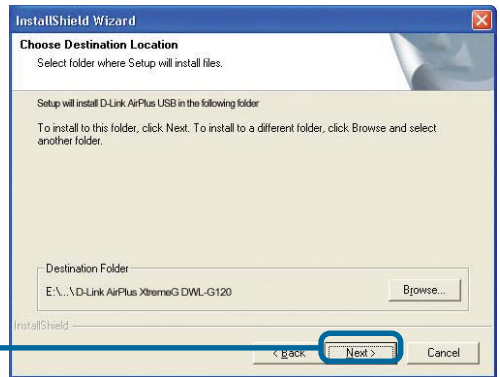 InstallShield Wizard
Choose Destination Location
Select folder where Setup will install files.
Setup will install D-Link AirPlus USB in the following folder
To install to this folder, click Next. To install to a different folder, click Browse and select
another folder.
Destination Folder
E:\...\D-Link AirPlus XtremeG DWL-G120
Browse...
InstallShield
< Back
Next >
Cancel